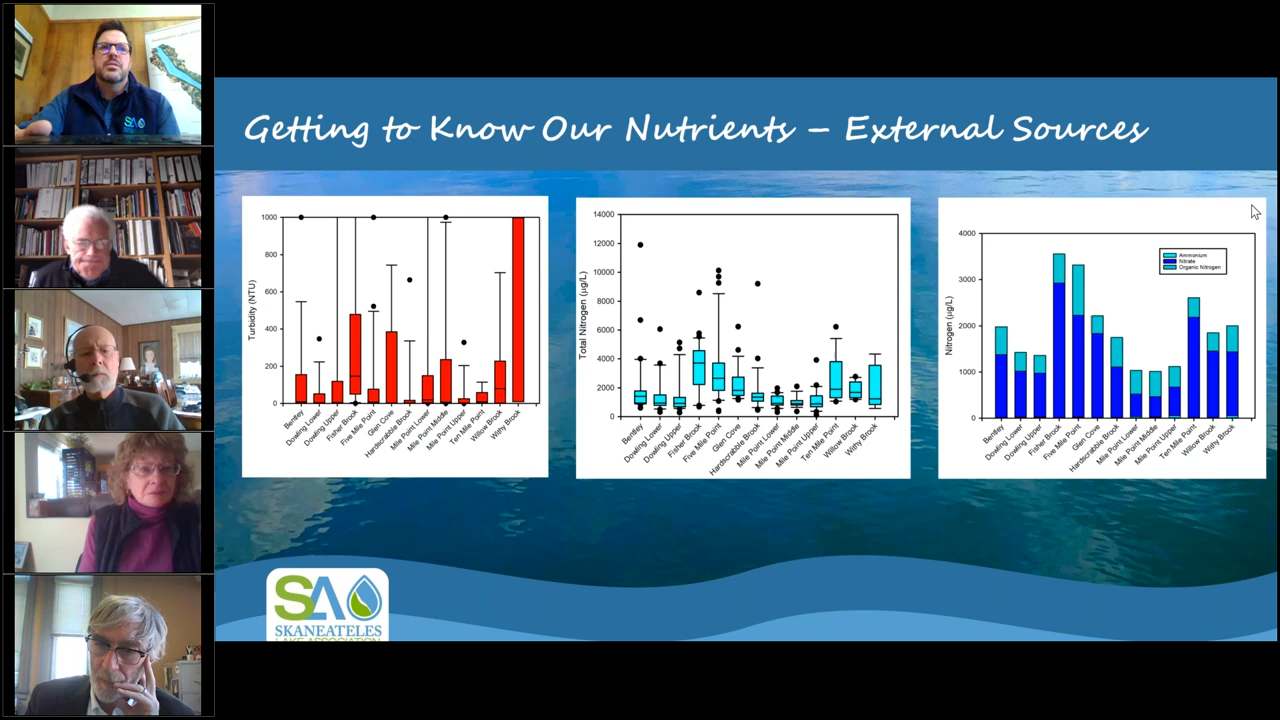 Getting to Know Our Nutrients – External Sources
Turbidity (NTU)
1000
800
600
400
200
0
Bentley
Dowling Lower
Dowling Upper
Fisher Brook
Five Mile Point
Glen Cove
Hardscrabble Brook
Mile Point Lower
Mile Point Middle
Mile Point Upper
Ten Mile Point
Willow Brook
Withy Brook
Total Nitrogen (µg/L)
14000
12000
10000
8000
6000
4000
2000
0
Bentley
Dowling Lower
Dowling Upper
Fisher Brook
Five Mile Point
Glen Cove
Hardscrabble Brook
Mile Point Lower
Mile Point Middle
Mile Point Upper
Ten Mile Point
Willow Brook
Withy Brook
Nitrogen (µg/L)
4000
3000
2000
1000
0
Ammonium
Nitrate
Organic Nitrogen
Bentley
Dowling Lower
Dowling Upper
Fisher Brook
Five Mile Point
Glen Cove
Hardscrabble Brook
Mile Point Lower
Mile Point Middle
Mile Point Upper
Ten Mile Point
Willow Brook
Withy Brook
SLA
SKANEATELES
LAKE ASSOCIATION